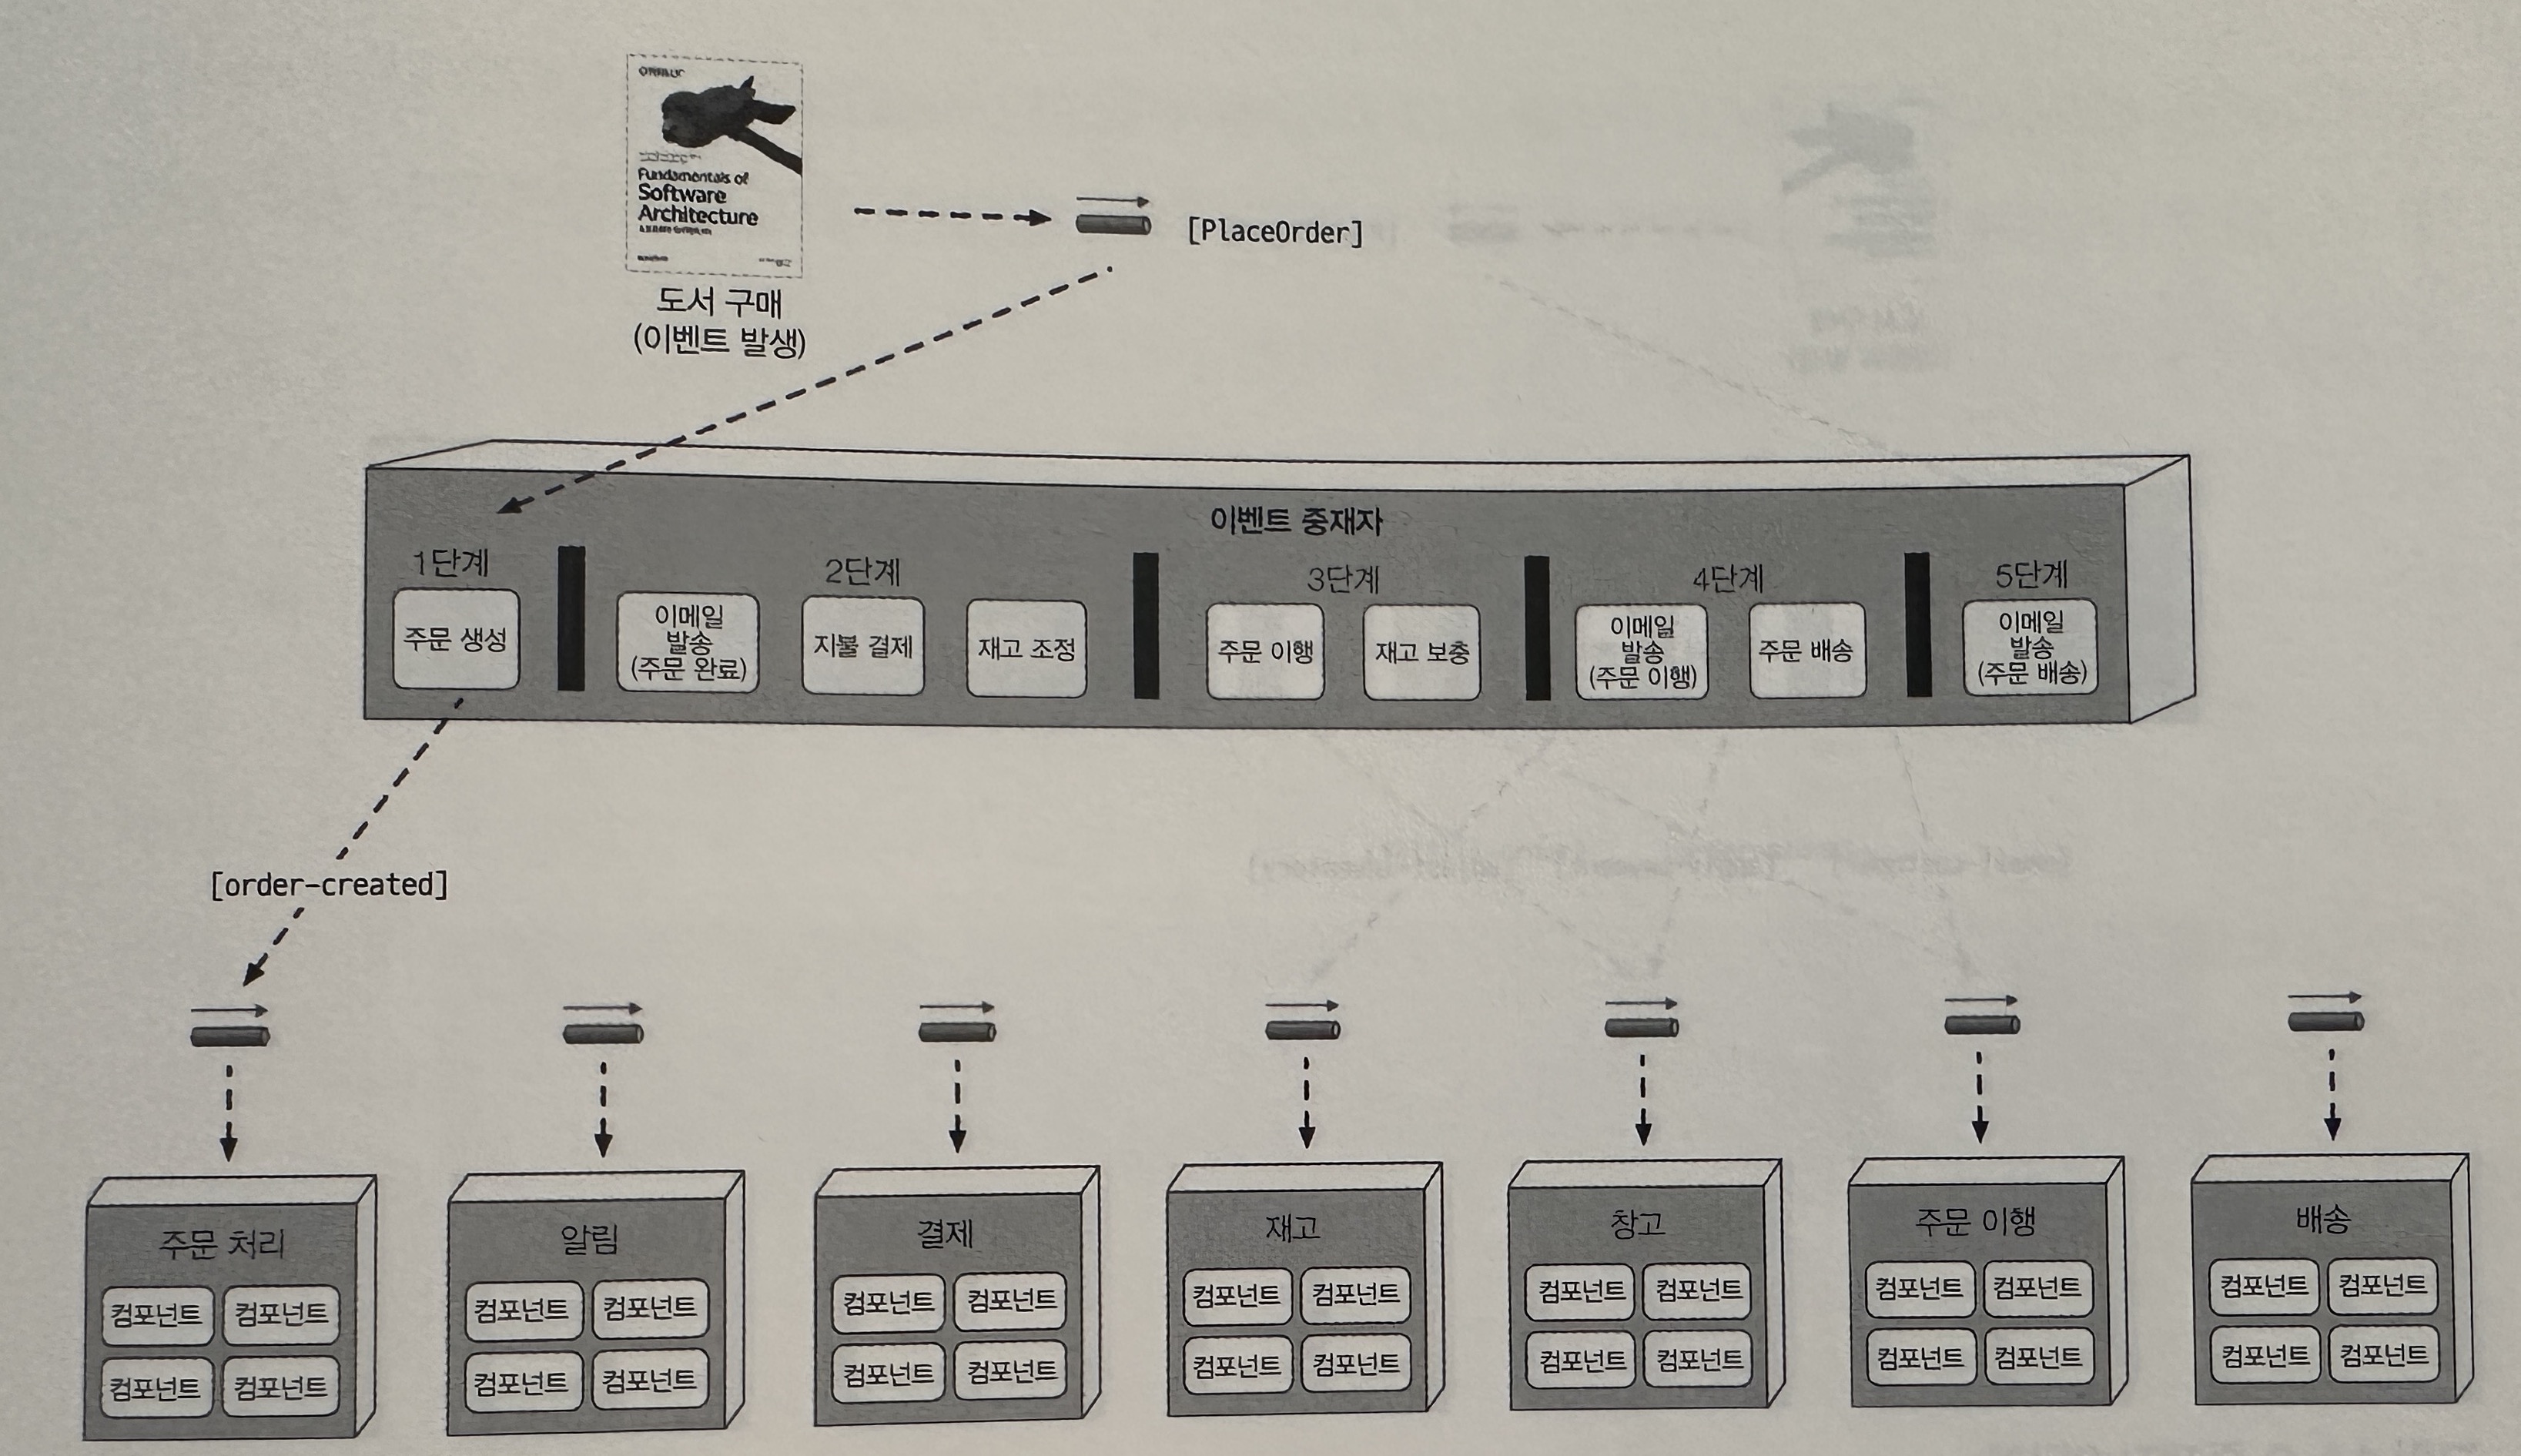 Fundamentals of
Software
Architecture
[PlaceOrder]
도서 구매
(이벤트 발생)
이벤트 중재자
1단계
2단계
3단계
4단계
5단계
주문 생성
이메일
발송
(주문 완료)
지불 결제
재고 조정
주문 이행
재고 보충
이메일
발송
(주문 이행)
주문 배송
이메일
발송
(주문 배송)
[order-created]
주문 처리
컴포넌트 컴포넌트
컴포넌트 컴포넌트
알림
컴포넌트 컴포넌트
컴포넌트 컴포넌트
결제
컴포넌트 컴포넌트
컴포넌트 컴포넌트
재고
컴포넌트 컴포넌트
컴포넌트 컴포넌트
창고
컴포넌트 컴포넌트
컴포넌트 컴포넌트
주문 이행
컴포넌트 컴포넌트
컴포넌트 컴포넌트
배송
컴포넌트 컴포넌트
컴포넌트 컴포넌트